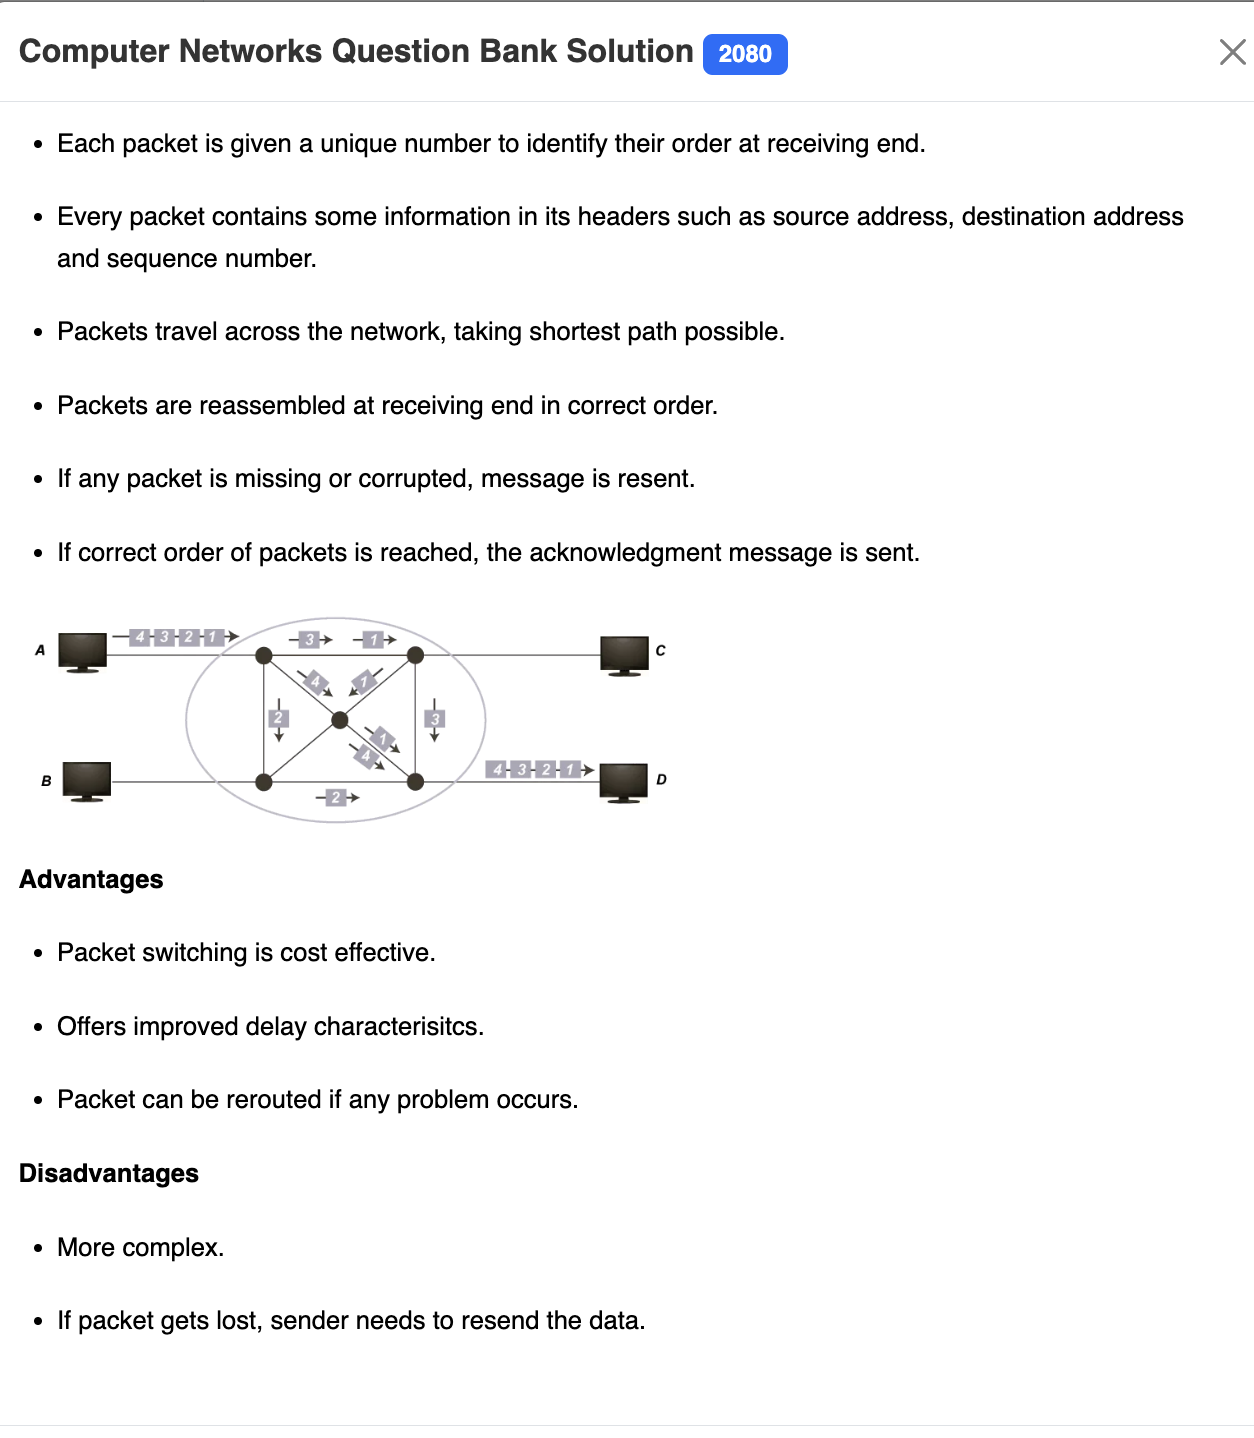 Computer Networks Question Bank Solution 2080
Each packet is given a unique number to identify their order at receiving end.
Every packet contains some information in its headers such as source address, destination address
and sequence number.
Packets travel across the network, taking shortest path possible.
Packets are reassembled at receiving end in correct order.
If any packet is missing or corrupted, message is resent.
If correct order of packets is reached, the acknowledgment message is sent.
A 4 3 2 1 3 1 C
4 1
2 3
1
4
B 4 3 2 1 D
2
Advantages
Packet switching is cost effective.
Offers improved delay characterisitcs.
Packet can be rerouted if any problem occurs.
Disadvantages
More complex.
If packet gets lost, sender needs to resend the data.